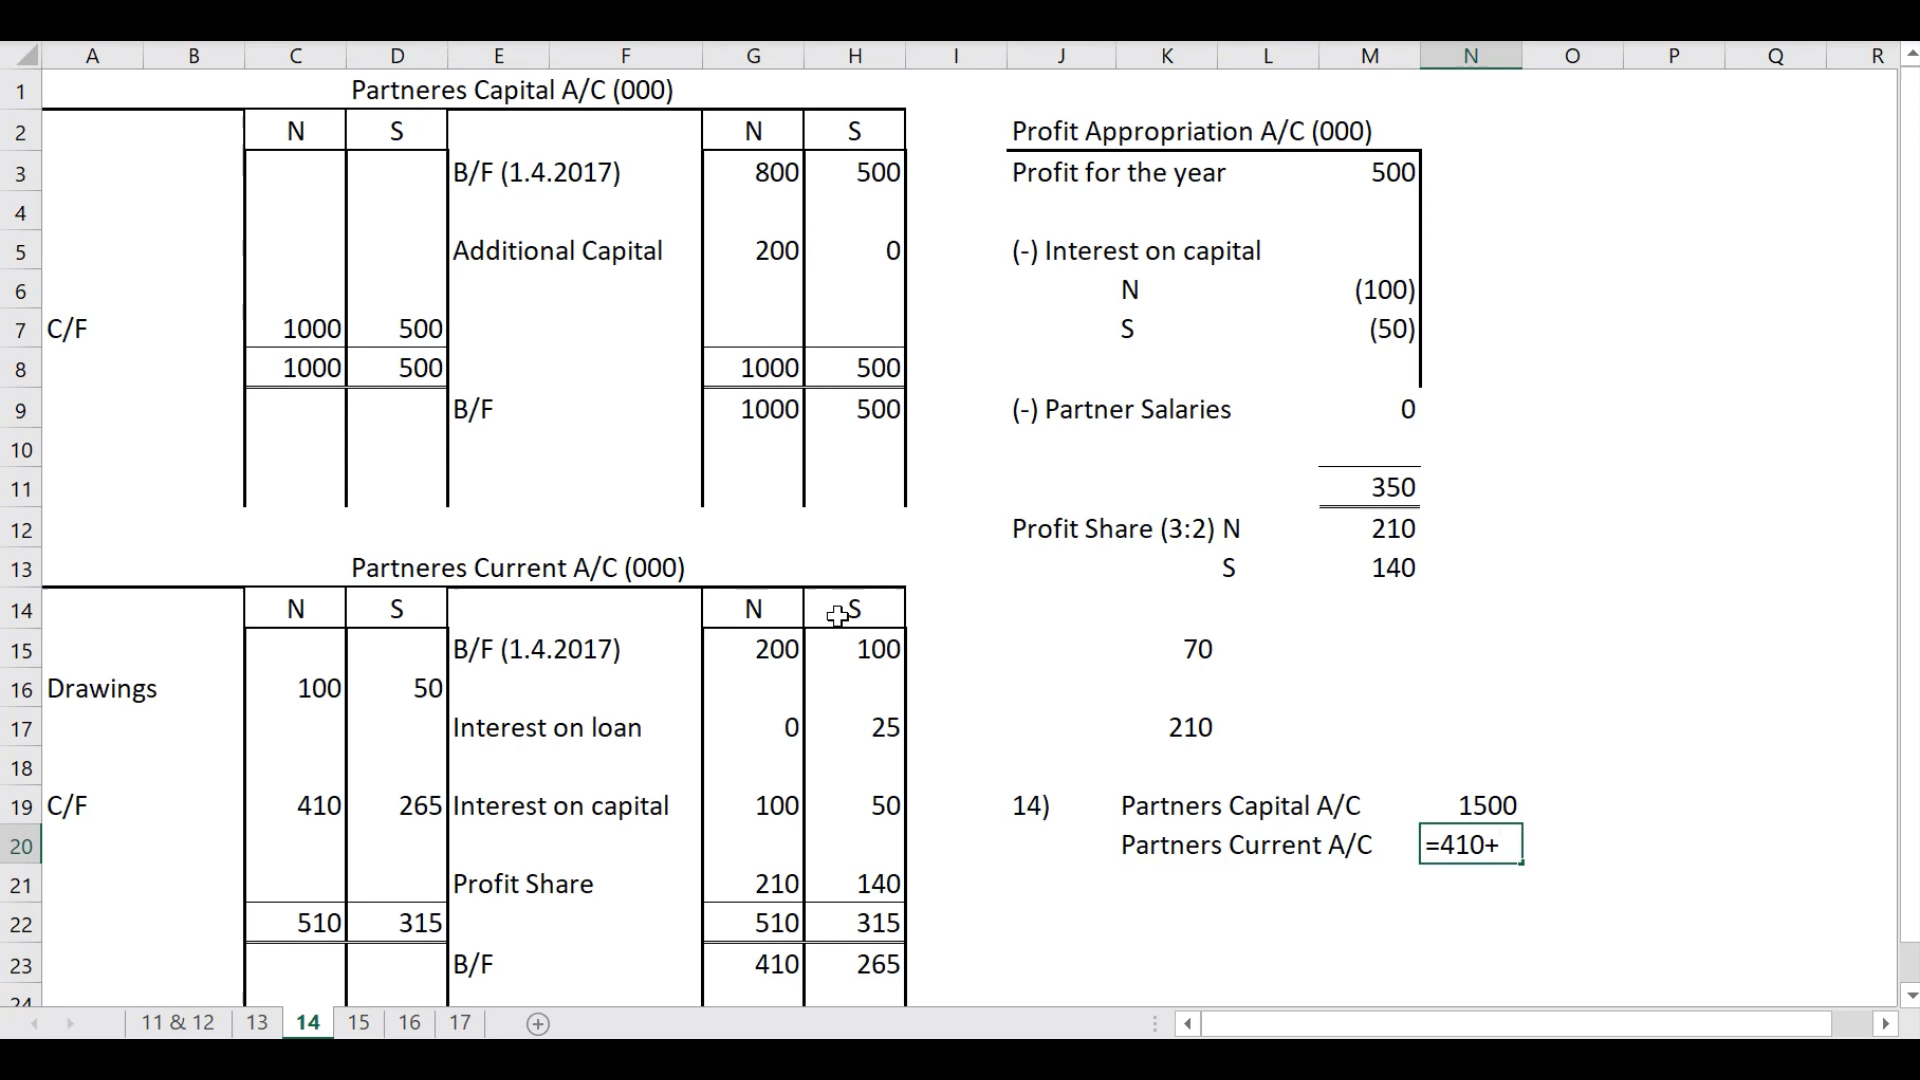 A B C D E F G H I J K L M N O P Q R
1 Partneres Capital A/C (000)
2 N S N S Profit Appropriation A/C (000)
3 B/F (1.4.2017) 800 500 Profit for the year 500
4
5 Additional Capital 200 0 (-) Interest on capital
6 N (100)
7 C/F 1000 500 S (50)
8 1000 500 1000 500
9 B/F 1000 500 (-) Partner Salaries 0
10
11 350
12 Profit Share (3:2) N 210
13 Partneres Current A/C (000) S 140
14 N S N S
15 B/F (1.4.2017) 200 100 70
16 Drawings 100 50
17 Interest on loan 0 25 210
18
19 C/F 410 265 Interest on capital 100 50 14) Partners Capital A/C 1500
20 Partners Current A/C =410+
21 Profit Share 210 140
22 510 315 510 315
23 B/F 410 265
24
11 & 12 13 14 15 16 17